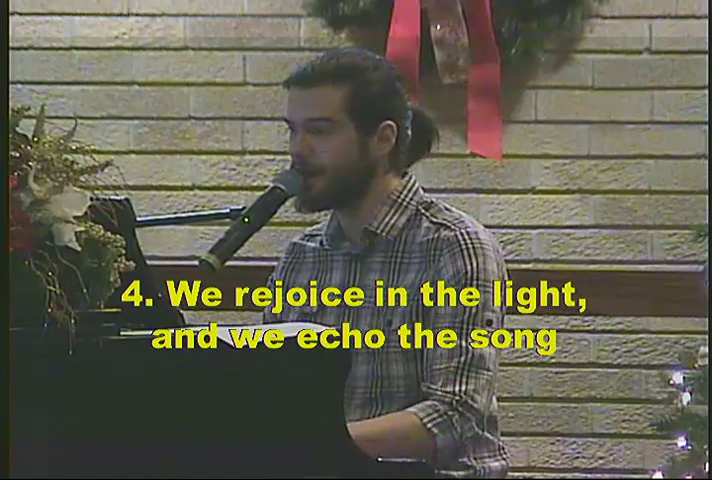 4. We rejoice in the light,
and we echo the song